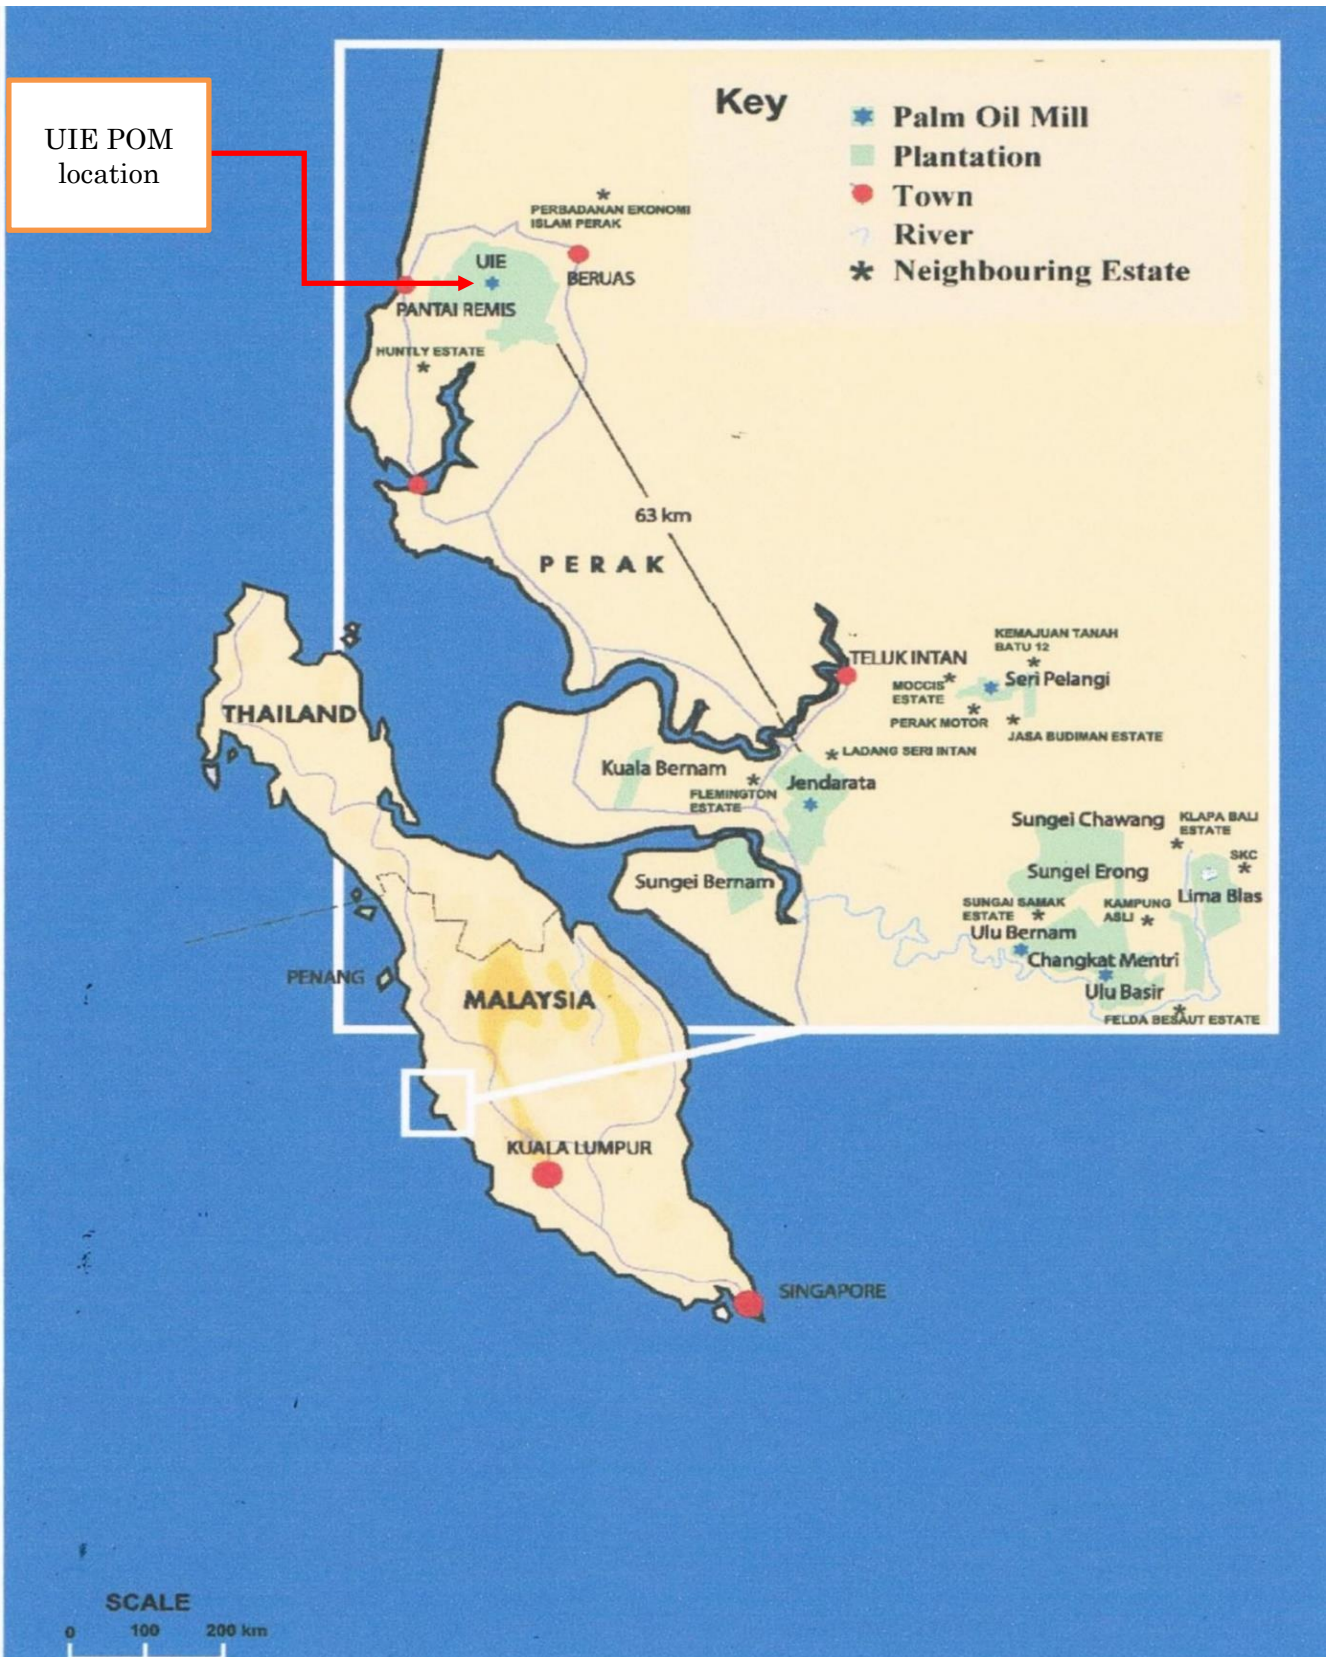 UIE POM
location
Key
Palm Oil Mill
Plantation
Town
River
Neighbouring Estate
PERBADANAN EKONOMI
ISLAM PERAK
UIE
BERUAS
PANTAI REMIS
HUNTLY ESTATE
63 km
PERAK
KEMAJUAN TANAH
BATU 12
TELUK INTAN
Seri Pelangi
MOCCIS
ESTATE
PERAK MOTOR
JASA BUDIMAN ESTATE
LADANG SERI INTAN
Kuala Bernam
Jendarata
FLEMINGTON
ESTATE
Sungei Chawang
KLAPA BALI
ESTATE
SKC
Sungei Erong
Sungei Bernam
Lima Blas
SUNGAI SAMAK
ESTATE
KAMPUNG
ASLI
Ulu Bernam
Changkat Mentri
Ulu Basir
FELDA BESAUT ESTATE
THAILAND
PENANG
MALAYSIA
KUALA LUMPUR
SINGAPORE
SCALE
0 100 200 km